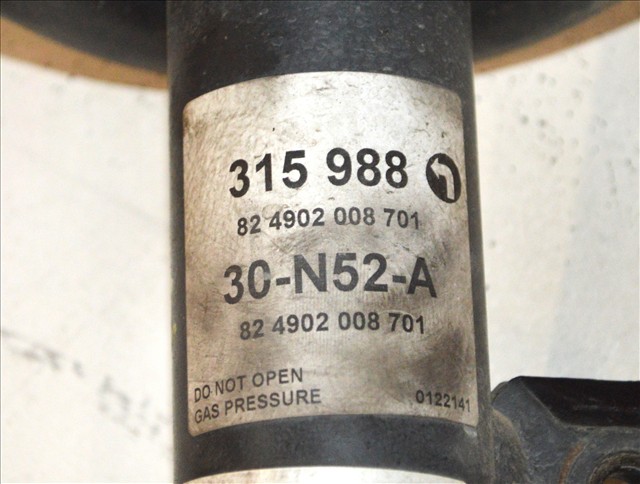 315 988
82 4902 008 701
30-N52-A
82 4902 008 701
DO NOT OPEN
GAS PRESSURE 0122141